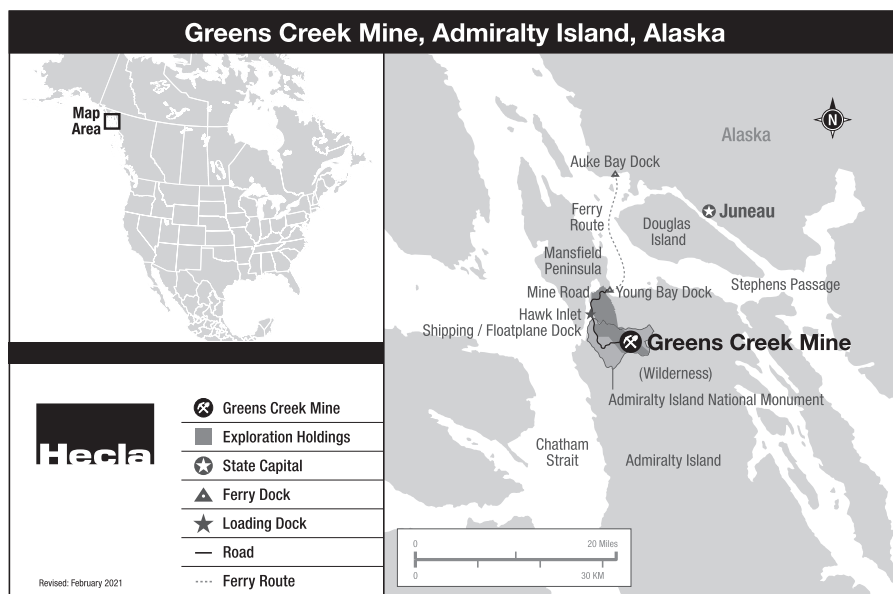 Greens Creek Mine, Admiralty Island, Alaska
Map
Area
N
Alaska
Auke Bay Dock
Juneau
Ferry
Route
Douglas
Island
Mansfield
Peninsula
Stephens Passage
Mine Road
Young Bay Dock
Hawk Inlet
Shipping / Floatplane Dock
Greens Creek Mine
(Wilderness)
Admiralty Island National Monument
Chatham
Strait
Admiralty Island
0 20 Miles
0 30 KM
Hecla
Greens Creek Mine
Exploration Holdings
State Capital
Ferry Dock
Loading Dock
Road
Ferry Route
Revised: February 2021